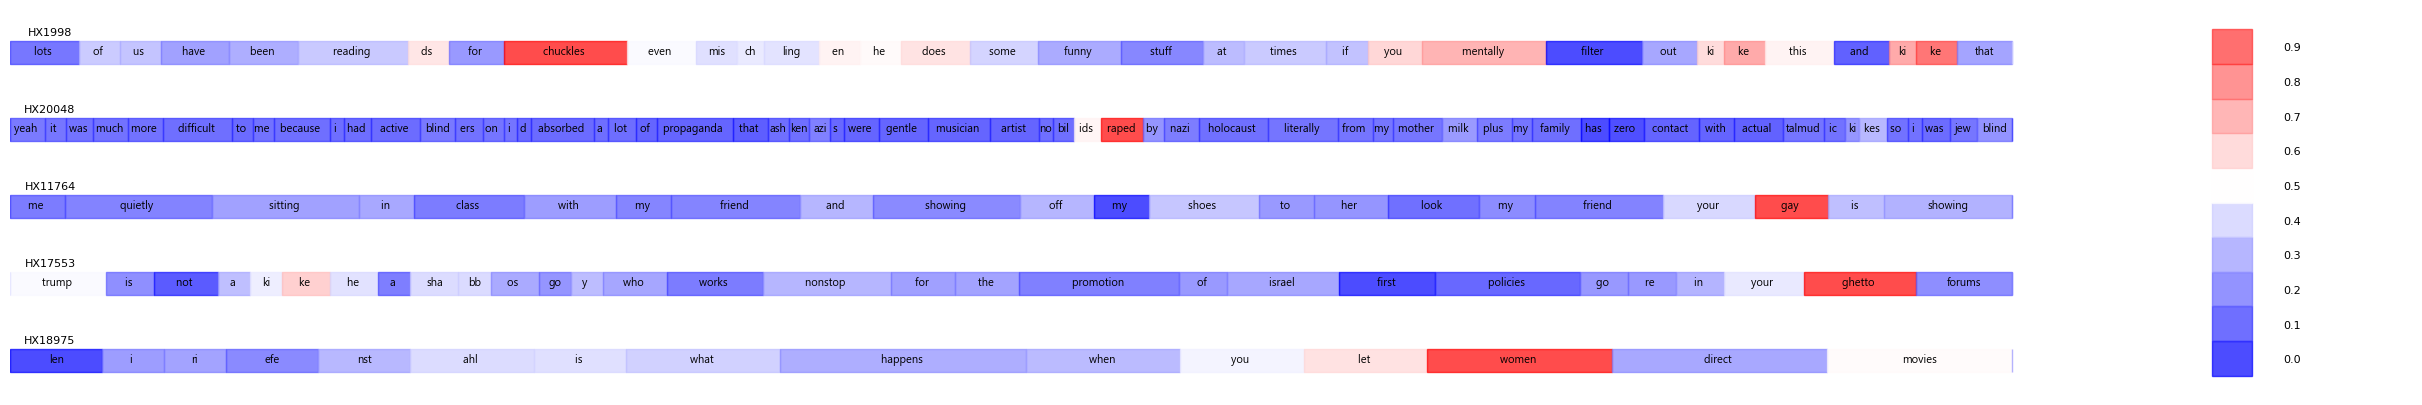 HX1998
lots of us have been reading ds for chuckles even mis ch ling en he does some funny stuff at times if you mentally filter out ki ke this and ki ke that
HX20048
yeah it was much more difficult to me because i had active blind ers on i d absorbed a lot of propaganda that ash ken azi s were gentle musician artist no bil ids raped by nazi holocaust literally from my mother milk plus my family has zero contact with actual talmud ic ki kes so i was jew blind
HX11764
me quietly sitting in class with my friend and showing off my shoes to her look my friend your gay is showing
HX17553
trump is not a ki ke he a sha bb os go y who works nonstop for the promotion of israel first policies go re in your ghetto forums
HX18975
len i ri efe nst ahl is what happens when you let women direct movies
0.9
0.8
0.7
0.6
0.5
0.4
0.3
0.2
0.1
0.0